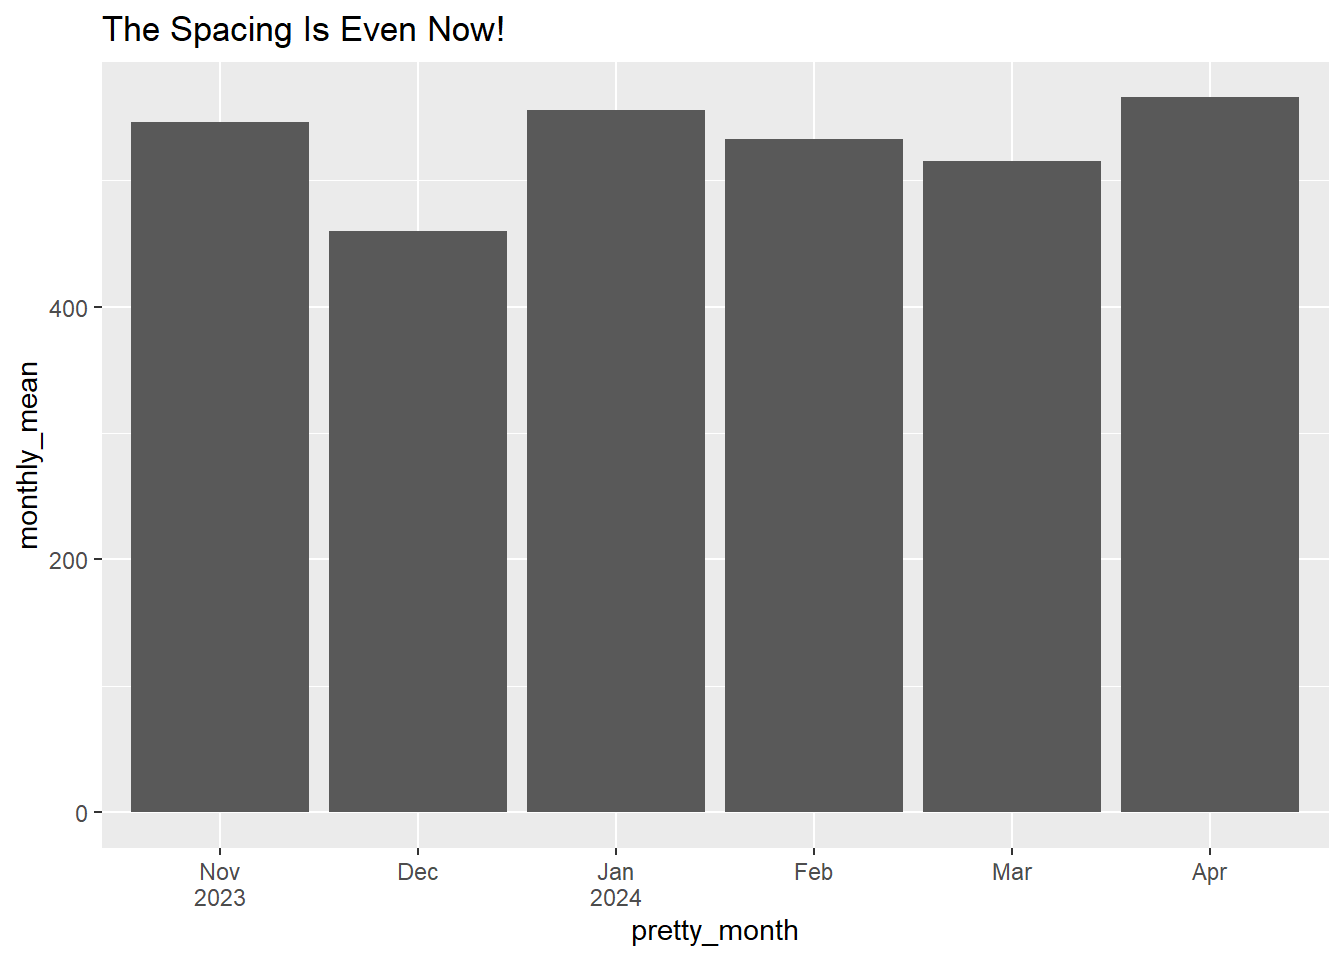 The Spacing Is Even Now!
monthly_mean
400
200
0
Nov Dec Jan Feb Mar Apr
2023 2024
pretty_month